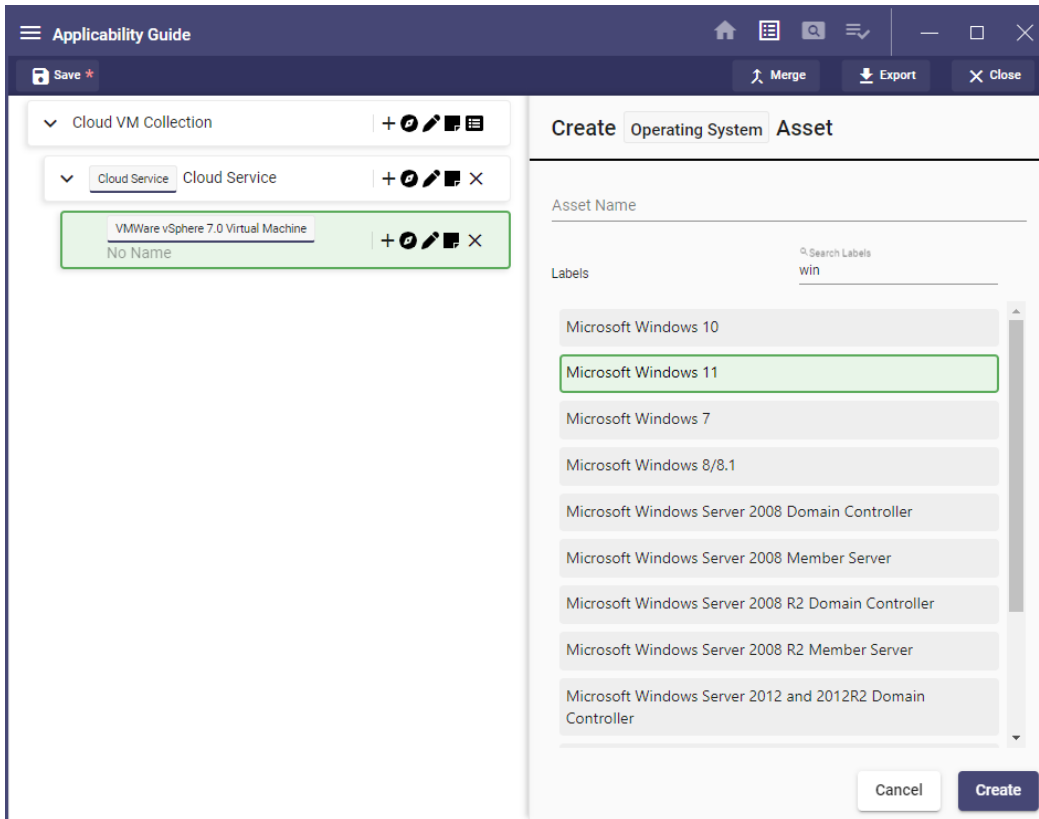 Applicability Guide
Save *
Merge
Export
Close
Cloud VM Collection
Cloud Service Cloud Service
VMWare vSphere 7.0 Virtual Machine
No Name
Create Operating System Asset
Asset Name
Labels
Search Labels
win
Microsoft Windows 10
Microsoft Windows 11
Microsoft Windows 7
Microsoft Windows 8/8.1
Microsoft Windows Server 2008 Domain Controller
Microsoft Windows Server 2008 Member Server
Microsoft Windows Server 2008 R2 Domain Controller
Microsoft Windows Server 2008 R2 Member Server
Microsoft Windows Server 2012 and 2012R2 Domain
Controller
Cancel
Create